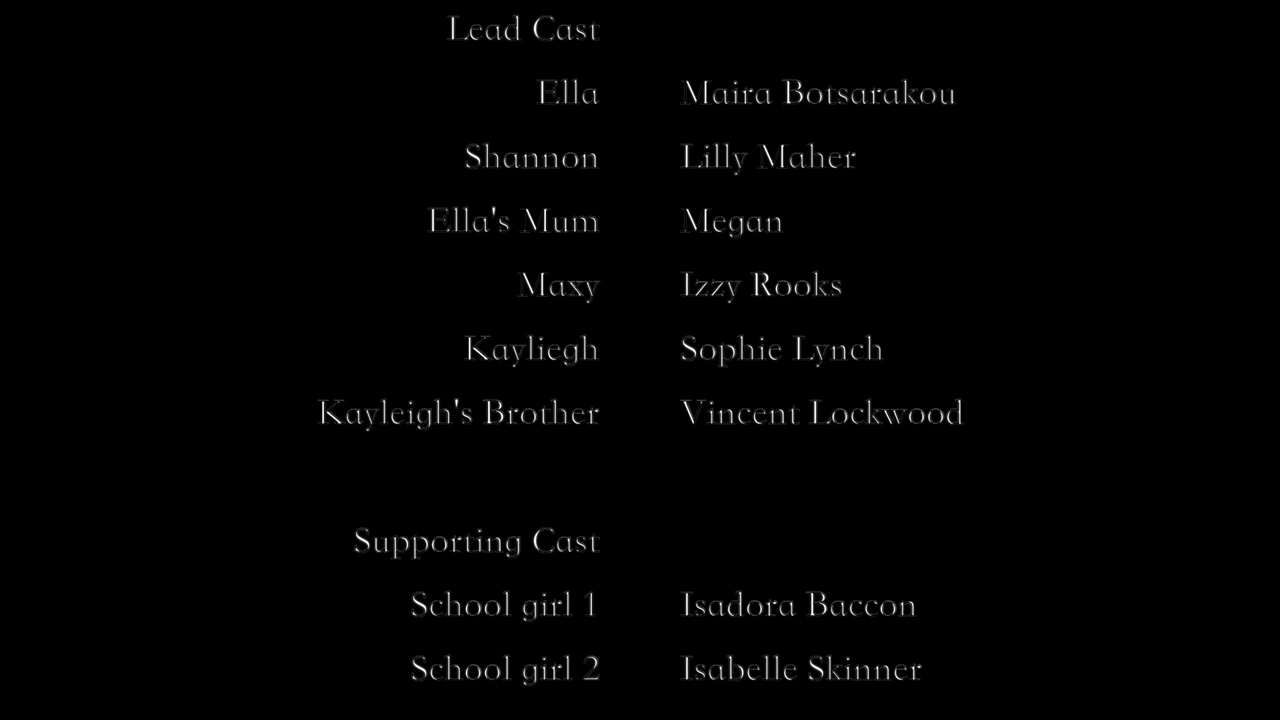 Lead Cast
Ella Maira Botsarakou
Shannon Lilly Maher
Ella's Mum Megan
Maxy Izzy Rooks
Kayliegh Sophie Lynch
Kayleigh's Brother Vincent Lockwood
Supporting Cast
School girl 1 Isadora Baccon
School girl 2 Isabelle Skinner